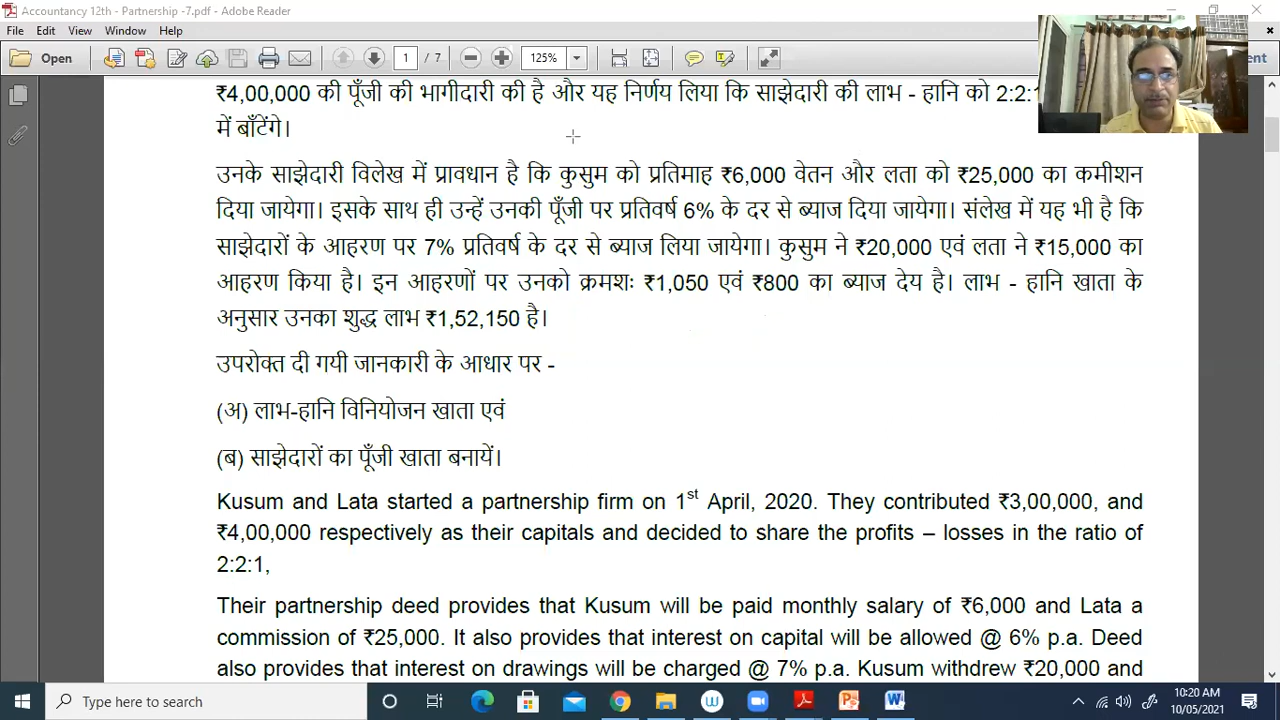 Accountancy 12th - Partnership -7.pdf - Adobe Reader
File Edit View Window Help
Open 1 / 7 125%
₹4,00,000 की पूँजी की भागीदारी की है और यह निर्णय लिया कि साझेदारी की लाभ - हानि को 2:2:1
में बाँटेंगे।
उनके साझेदारी विलेख में प्रावधान है कि कुसुम को प्रतिमाह ₹6,000 वेतन और लता को ₹25,000 का कमीशन
दिया जायेगा। इसके साथ ही उन्हें उनकी पूँजी पर प्रतिवर्ष 6% के दर से ब्याज दिया जायेगा। संलेख में यह भी है कि
साझेदारों के आहरण पर 7% प्रतिवर्ष के दर से ब्याज लिया जायेगा। कुसुम ने ₹20,000 एवं लता ने ₹15,000 का
आहरण किया है। इन आहरणों पर उनको क्रमशः ₹1,050 एवं ₹800 का ब्याज देय है। लाभ - हानि खाता के
अनुसार उनका शुद्ध लाभ ₹1,52,150 है।
उपरोक्त दी गयी जानकारी के आधार पर -
(अ) लाभ-हानि विनियोजन खाता एवं
(ब) साझेदारों का पूँजी खाता बनायें।
Kusum and Lata started a partnership firm on 1st April, 2020. They contributed ₹3,00,000, and
₹4,00,000 respectively as their capitals and decided to share the profits – losses in the ratio of
2:2:1,
Their partnership deed provides that Kusum will be paid monthly salary of ₹6,000 and Lata a
commission of ₹25,000. It also provides that interest on capital will be allowed @ 6% p.a. Deed
also provides that interest on drawings will be charged @ 7% p.a. Kusum withdrew ₹20,000 and
Type here to search
10:20 AM
10/05/2021